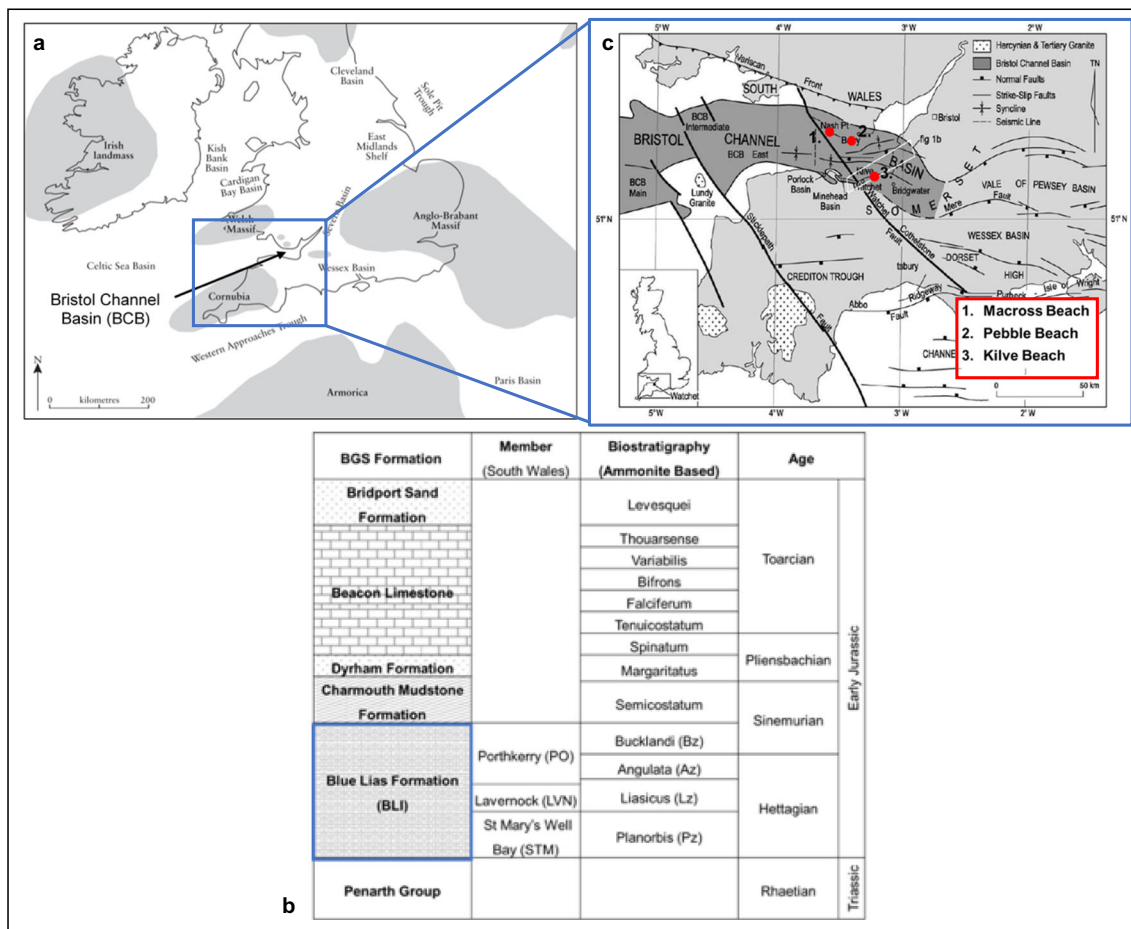 a
Cleveland
Basin
Sole Pit
Trough
Irish
landmass
Kish
Bank
Basin
East
Midlands
Shelf
Cardigan
Bay Basin
Welsh
Massif
Severn Basin
Anglo-Brabant
Massif
Celtic Sea Basin
Wessex Basin
Bristol Channel
Basin (BCB)
Cornubia
Western Approaches Trough
N
kilometres
0 200
Armorica
Paris Basin
c
5°W 5°W 4°W 3°W
Hercynian & Tertiary Granite
Bristol Channel Basin
Normal Faults
Strike-Slip Faults
Syncline
Seismic Line
TN
Variscan
Front
SOUTH WALES
BCB
Intermediate
Nash Pt
1. 2.
Bristol
fig 1b
BRISTOL CHANNEL BASIN
BCB East
3.
BCB
Main
Lundy
Granite
Porlock
Basin
Minehead
Basin
Bridgwater
SOMERSET
VALE OF PEWSEY BASIN
Mere Fault
51°N 51°N
Watchet
Cothelstone
Fault
WESSEX BASIN
Sticklepath
Fault
DORSET
HIGH
CREDITON TROUGH
tsbury
Abbo
Ridgeway
Fault
Purbeck
Isle of Wright
CHANNEL
1. Macross Beach
2. Pebble Beach
3. Kilve Beach
0 50 km
Watchet
5°W 4°W 3°W 2°W
BGS Formation
Member
(South Wales)
Biostratigraphy
(Ammonite Based)
Age
Bridport Sand
Formation
Levesquei
Thouarsense
Variabilis
Toarcian
Bifrons
Beacon Limestone
Falciferum
Tenuicostatum
Spinatum
Pliensbachian
Dyrham Formation
Margaritatus
Early Jurassic
Charmouth Mudstone
Formation
Semicostatum
Sinemurian
Bucklandi (Bz)
Porthkerry (PO)
Angulata (Az)
Blue Lias Formation
(BLI)
Lavernock (LVN)
Liasicus (Lz)
Hettagian
St Mary's Well
Bay (STM)
Planorbis (Pz)
Penarth Group
Rhaetian
Triassic
b